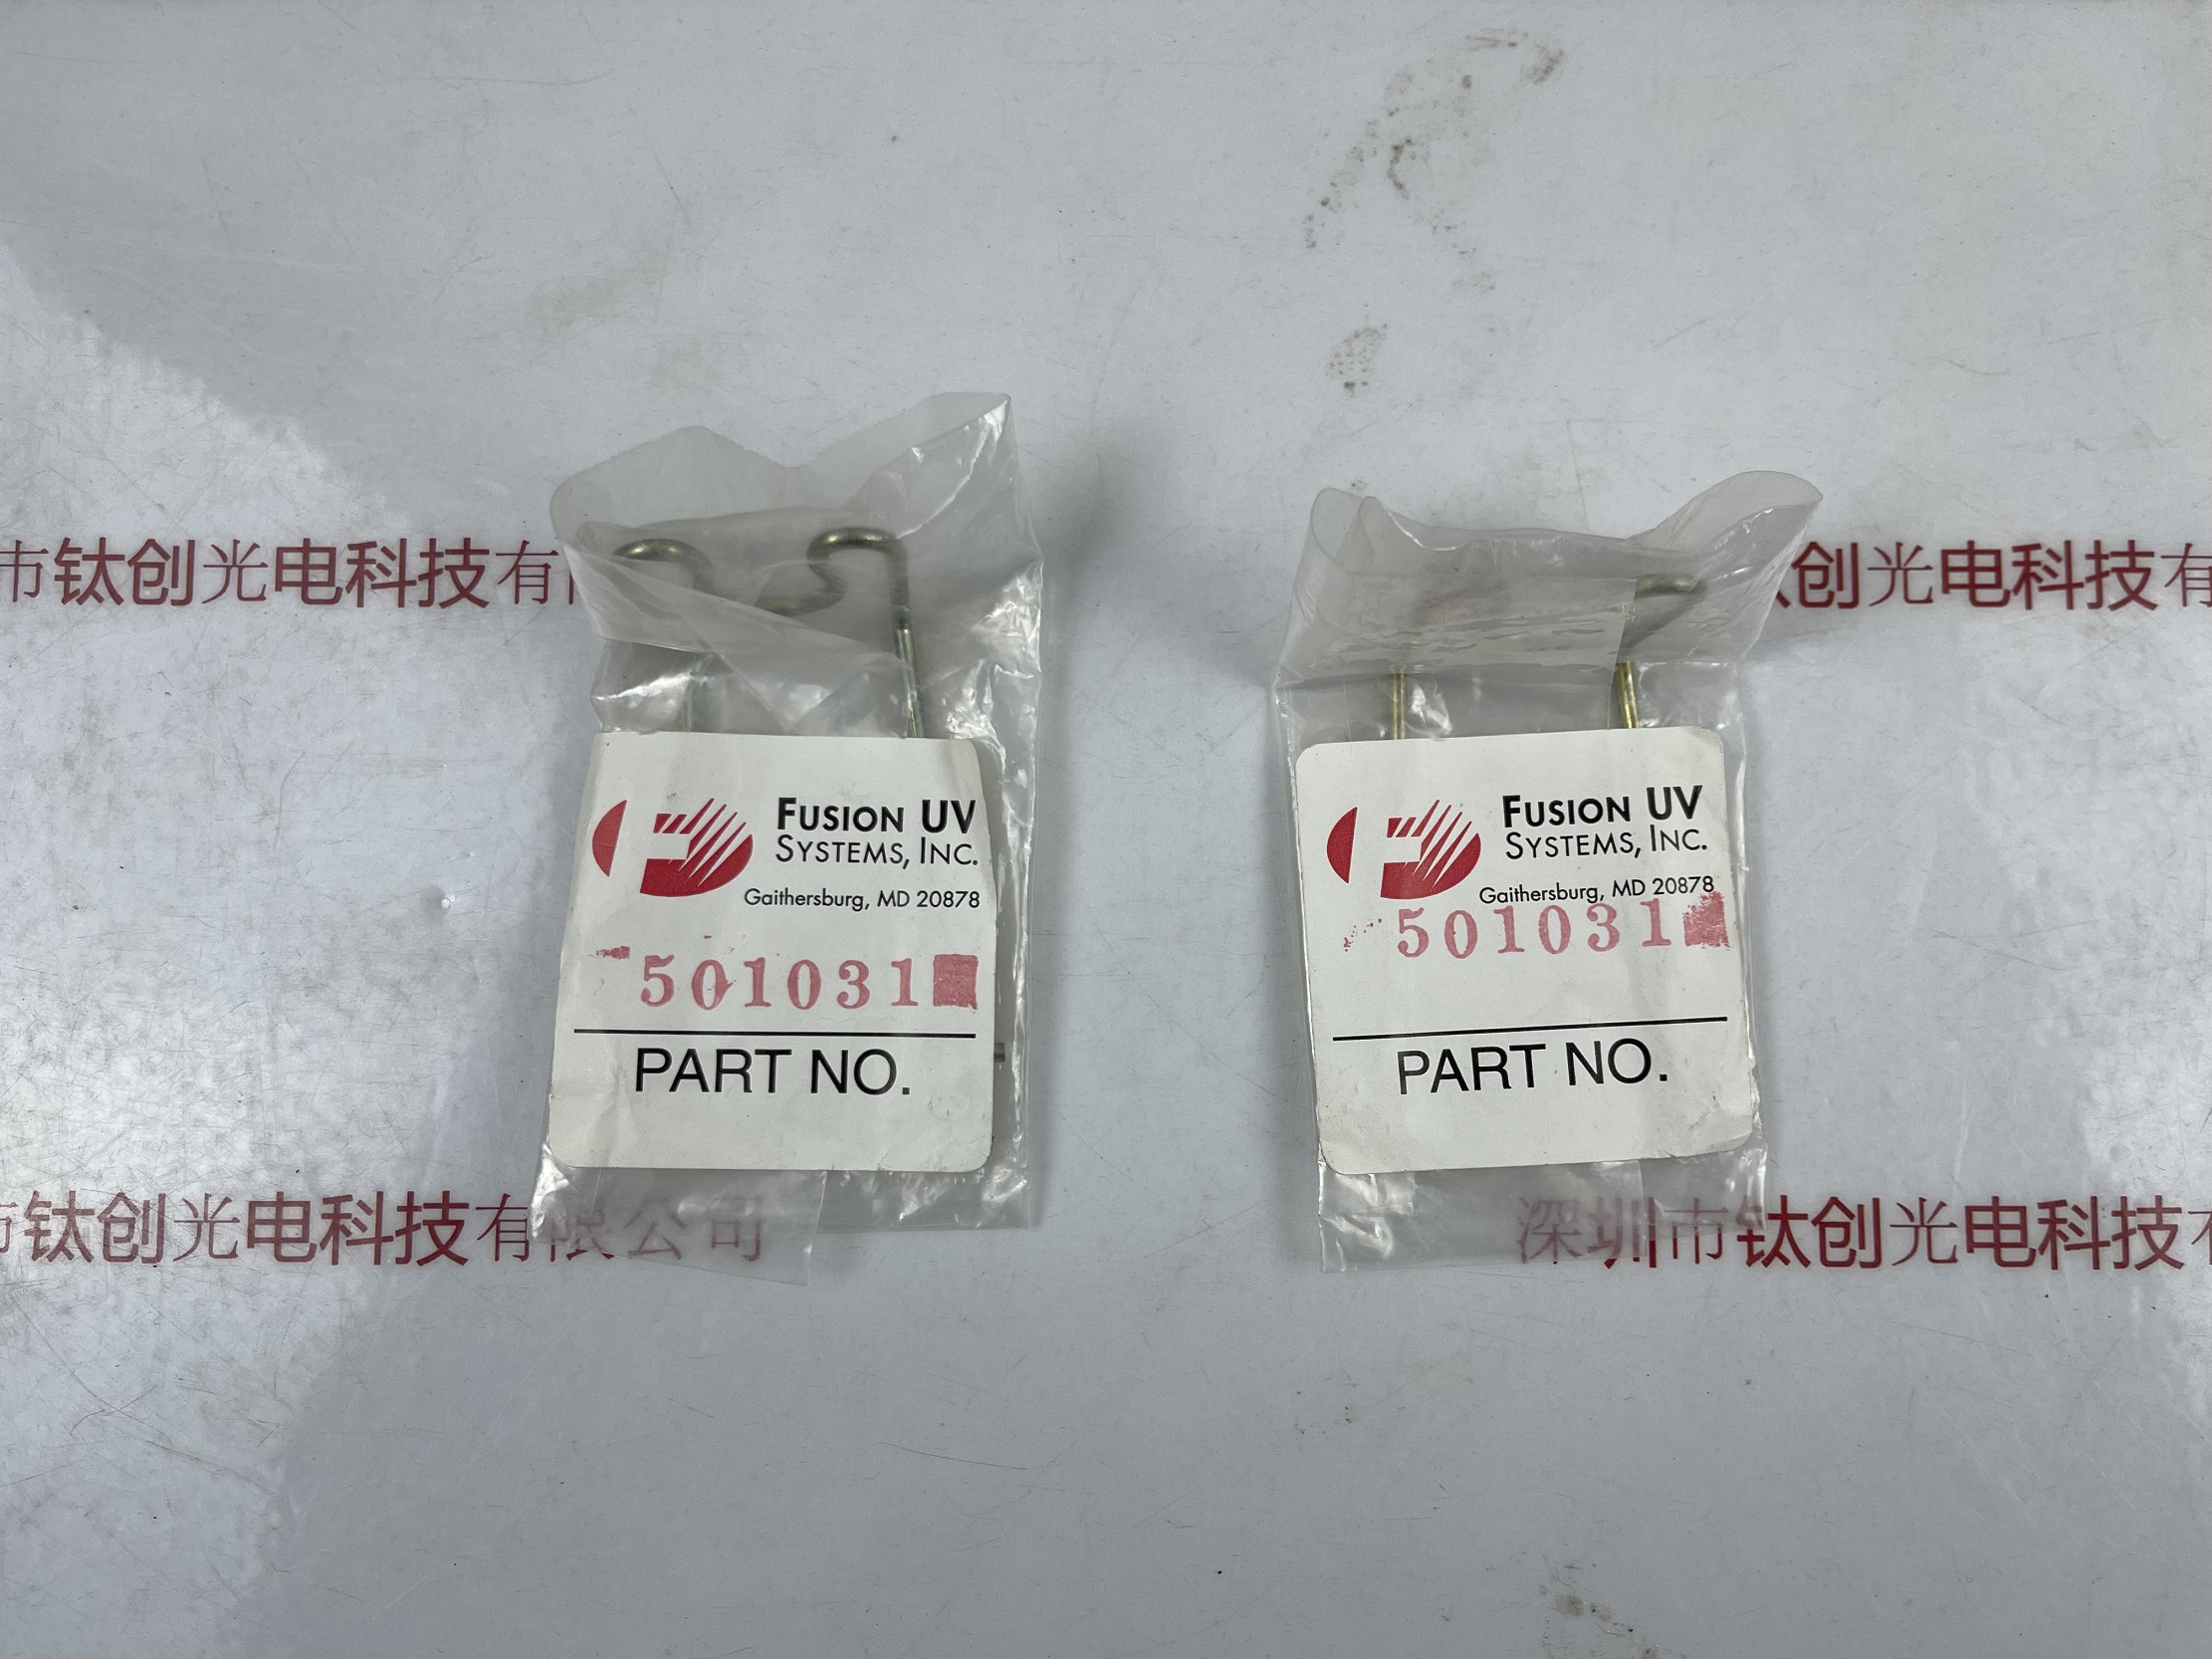 市钛创光电科技有
创光电科技有
FUSION UV
SYSTEMS, INC.
Gaithersburg, MD 20878
501031
PART NO.
FUSION UV
SYSTEMS, INC.
Gaithersburg, MD 20878
501031
PART NO.
市钛创光电科技有限公司
深圳市钛创光电科技